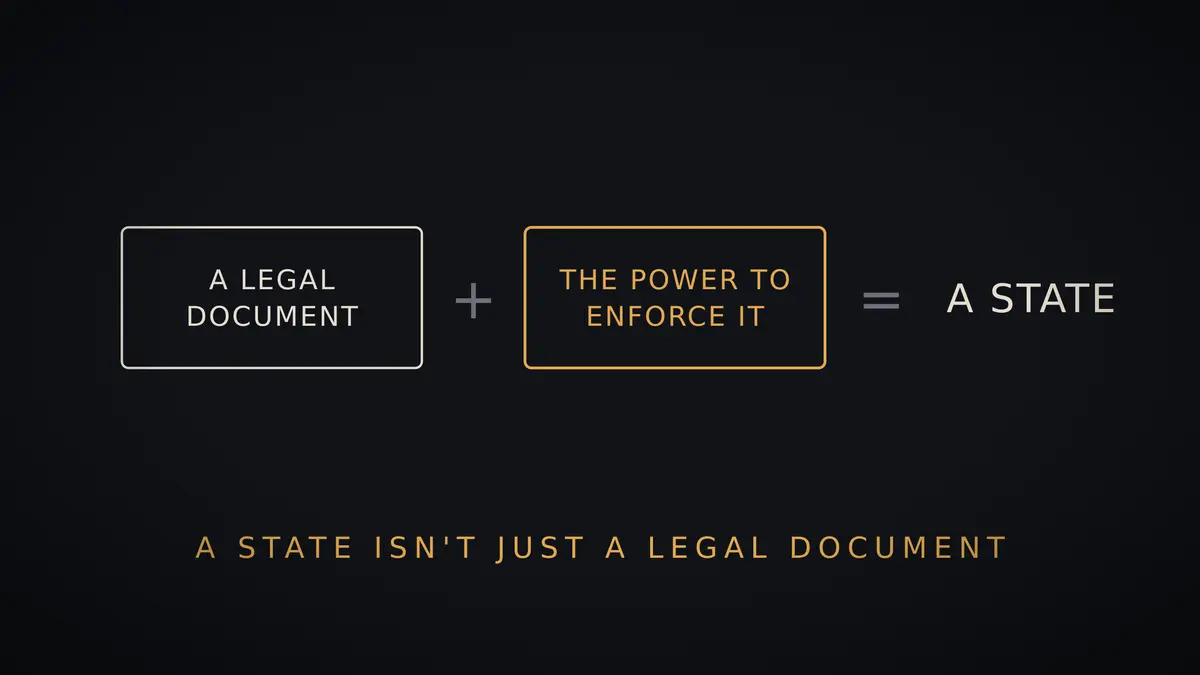 A LEGAL
DOCUMENT
+
THE POWER TO
ENFORCE IT
=
A STATE
A STATE ISN'T JUST A LEGAL DOCUMENT